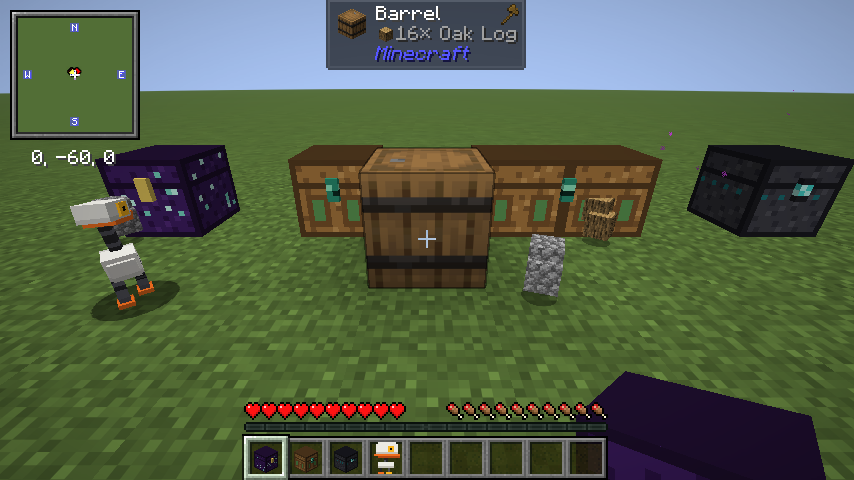 Barrel
16× Oak Log
Minecraft
N
W
E
S
0, -60, 0